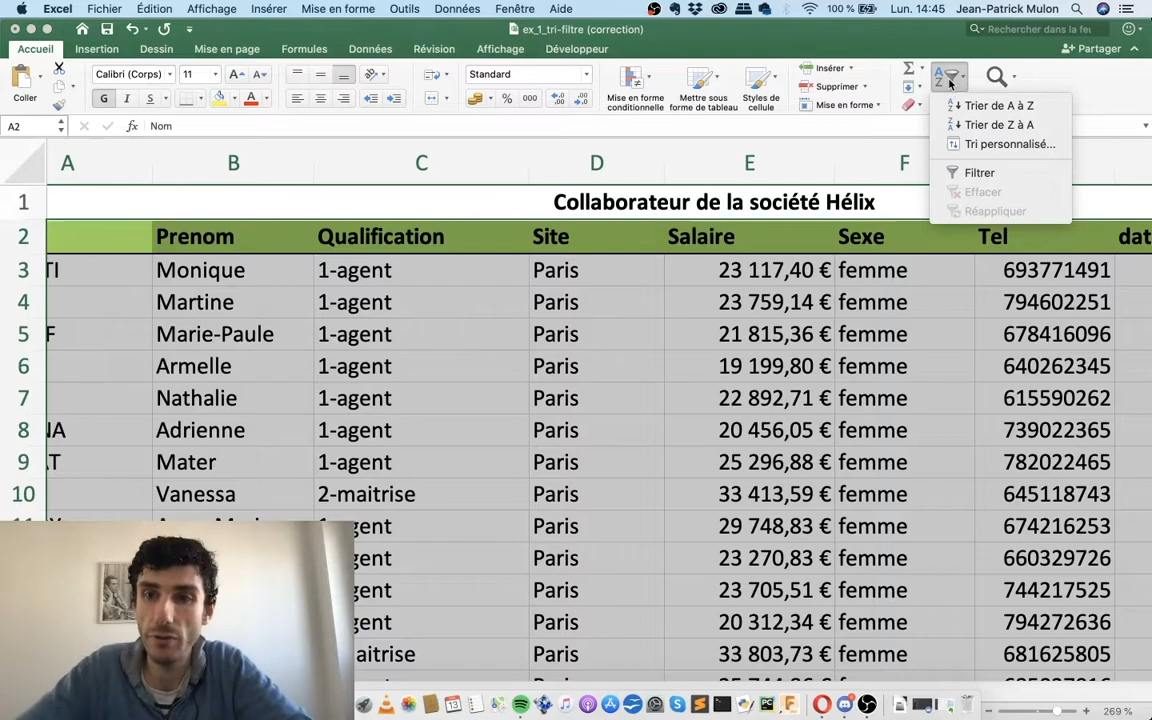 Excel Fichier Édition Affichage Insérer Mise en forme Outils Données Fenêtre Aide 100 % Lun. 14:45 Jean-Patrick Mulon
ex_1_tri-filtre (correction)
Rechercher dans la feu
Accueil Insertion Dessin Mise en page Formules Données Révision Affichage Développeur
Partager
Coller
Calibri (Corps) 11
Standard
G I S A
% 000
Mise en forme conditionnelle
Mettre sous forme de tableau
Styles de cellule
Insérer
Supprimer
Mise en forme
A2 fx Nom
Trier de A à Z
Trier de Z à A
Tri personnalisé...
Filtrer
Effacer
Réappliquer
A B C D E F
1 Collaborateur de la société Hélix
2 Prenom Qualification Site Salaire Sexe Tel dat
3 TI Monique 1-agent Paris 23 117,40 € femme 693771491
4 Martine 1-agent Paris 23 759,14 € femme 794602251
5 F Marie-Paule 1-agent Paris 21 815,36 € femme 678416096
6 Armelle 1-agent Paris 19 199,80 € femme 640262345
7 Nathalie 1-agent Paris 22 892,71 € femme 615590262
8 NA Adrienne 1-agent Paris 20 456,05 € femme 739022365
9 AT Mater 1-agent Paris 25 296,88 € femme 782022465
10 Vanessa 2-maitrise Paris 33 413,59 € femme 645118743
agent Paris 29 748,83 € femme 674216253
agent Paris 23 270,83 € femme 660329726
agent Paris 23 705,51 € femme 744217525
agent Paris 20 312,34 € femme 794272636
aitrise Paris 33 803,73 € femme 681625805
269 %